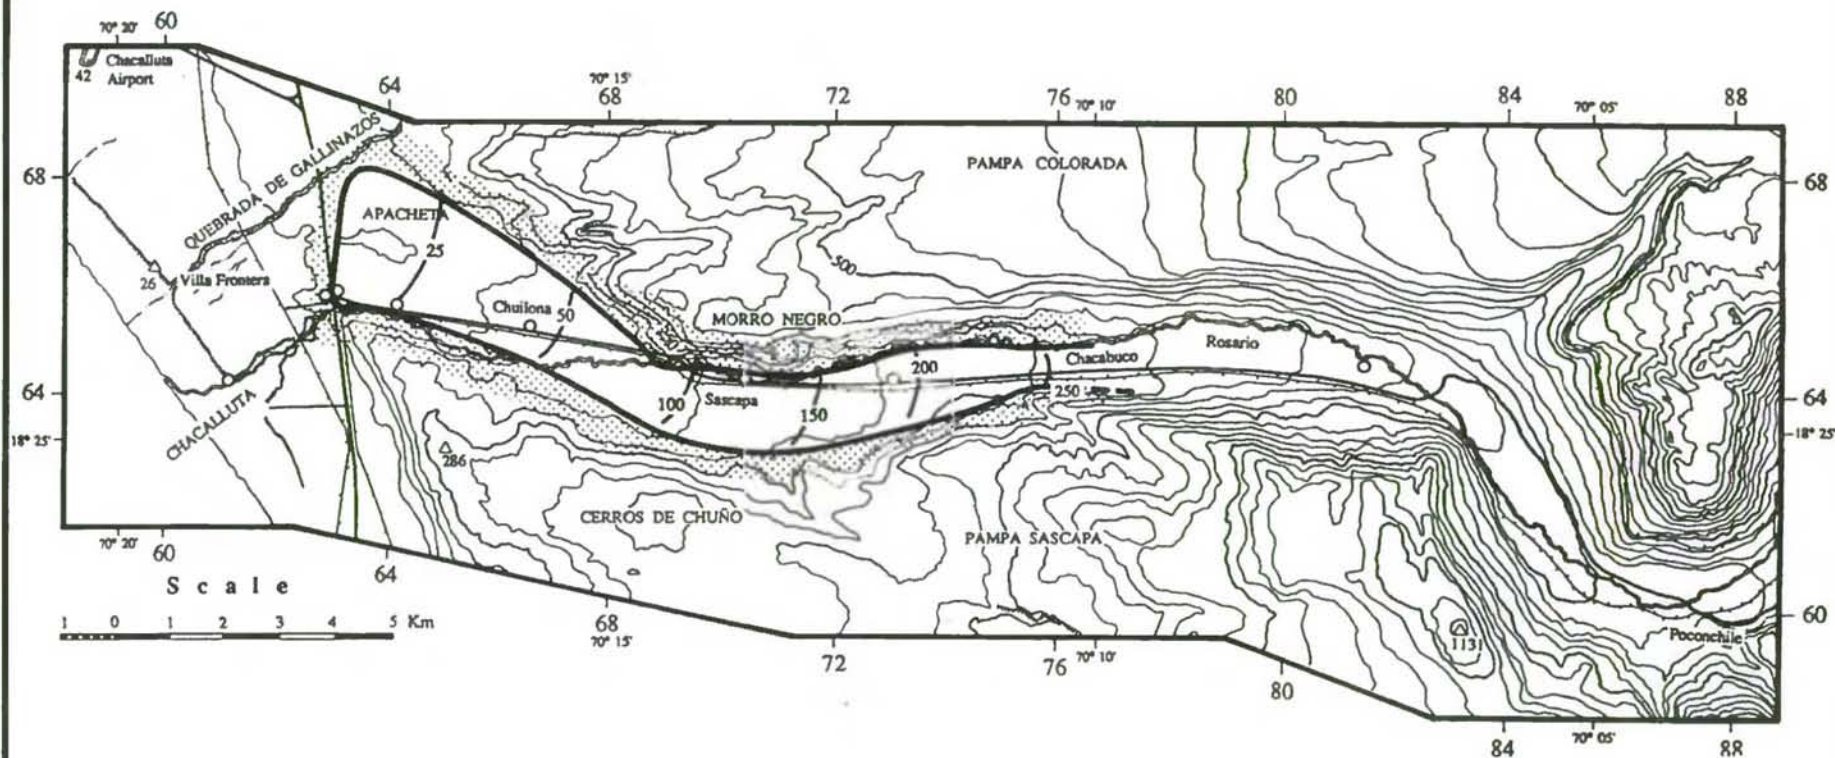 70° 20' 60
42 Chacalluta
Airport
64
70° 15'
68
72
76 70° 10'
80
84 70° 05' 88
68
QUEBRADA DE GALLINAZOS
PAMPA COLORADA
68
APACHETA
25
26 Villa Frontera
500
Chuilona 50
MORRO NEGRO
Chacabuco
Rosario
200
64
100 Sascapa
150
250
64
CHACALLUTA
18° 25'
18° 25'
286
CERROS DE CHUÑO
PAMPA SASCAPA
70° 20' 60
64
Scale
1 0 1 2 3 4 5 Km
68
70° 15'
72
76 70° 10'
80
60
Poconchile
1131
84 70° 05' 88